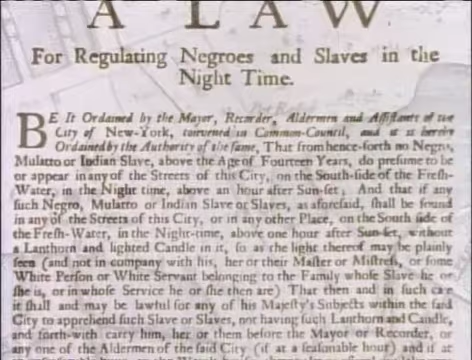 A LAW
For Regulating Negroes and Slaves in the
Night Time.
BE It Ordained by the Mayor, Recorder, Aldermen and Aſſiſtants of the
City of New-York, convened in Common-Council, and it is hereby
Ordained by the Authority of the ſame, That from hence-forth no Negro,
Mulatto or Indian Slave, above the Age of Fourteen Years, do preſume to be
or appear in any of the Streets of this City, on the South-ſide of the Freſh-
Water, in the Night time, above an hour after Sun-ſet; And that if any
ſuch Negro, Mulatto or Indian Slave or Slaves, as aforeſaid, ſhall be found
in any of the Streets of this City, or in any other Place, on the South ſide of
the Freſh-Water, in the Night-time, above one hour after Sun-ſet, without
a Lanthorn and lighted Candle in it, ſo as the light thereof may be plainly
ſeen (and not in company with his, her or their Maſter or Miſtreſs, or ſome
White Perſon or White Servant belonging to the Family whoſe Slave he or
ſhe is, or in whoſe Service he or ſhe then are) That then and in ſuch caſe
it ſhall and may be lawful for any of his Majeſty's Subjects within the ſaid
City to apprehend ſuch Slave or Slaves, not having ſuch Lanthorn and Candle,
and forth-with carry him, her or them before the Mayor or Recorder, or
any one of the Aldermen of the ſaid City (if at a ſeaſonable hour) and if at